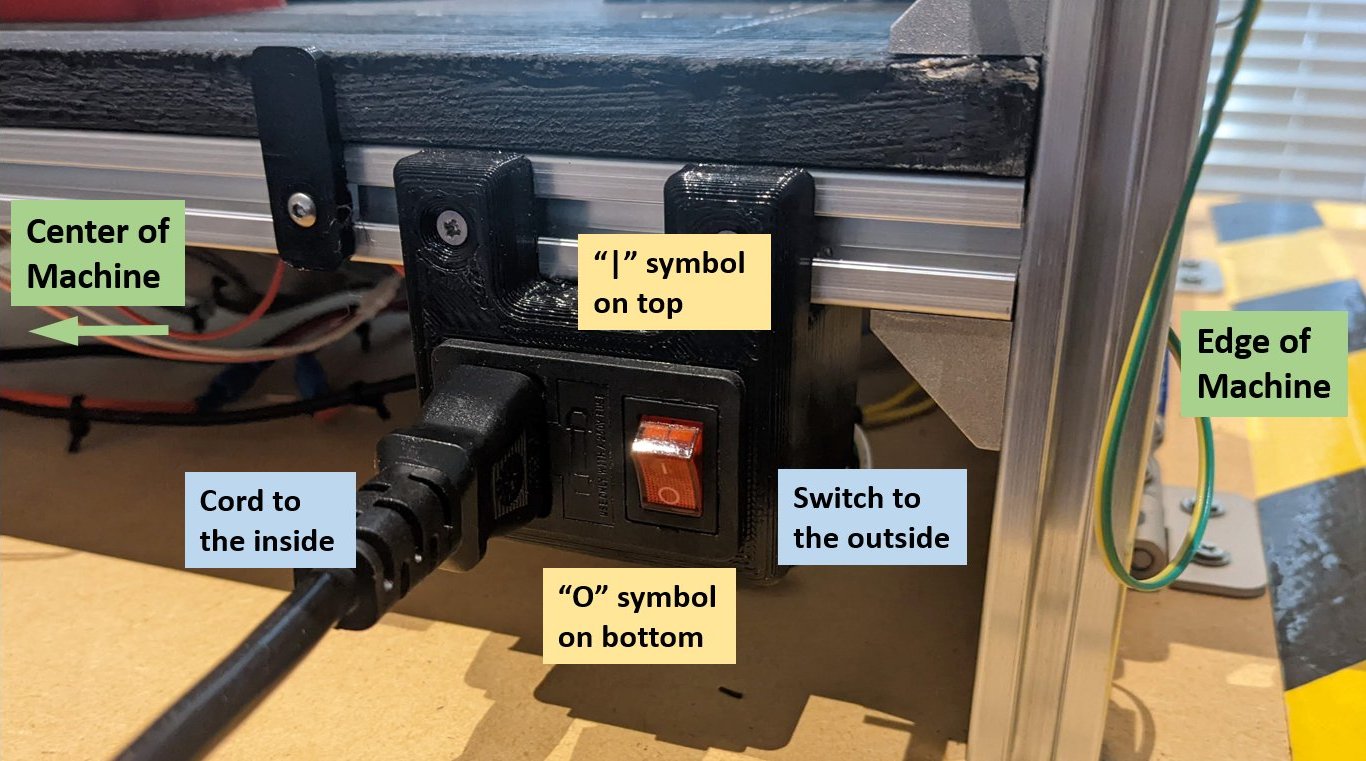 Center of
Machine
“|” symbol
on top
Edge of
Machine
Cord to
the inside
Switch to
the outside
“O” symbol
on bottom